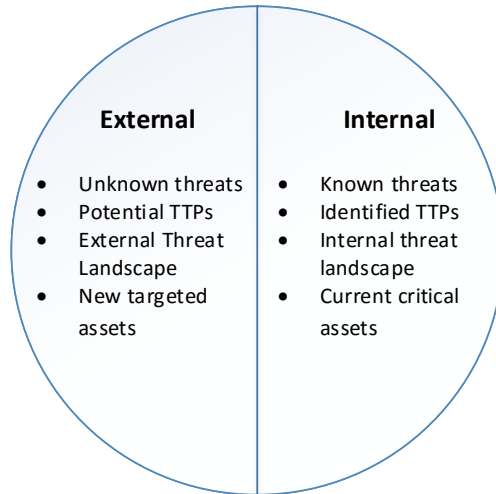 External
• Unknown threats
• Potential TTPs
• External Threat
Landscape
• New targeted
assets
Internal
• Known threats
• Identified TTPs
• Internal threat
landscape
• Current critical
assets